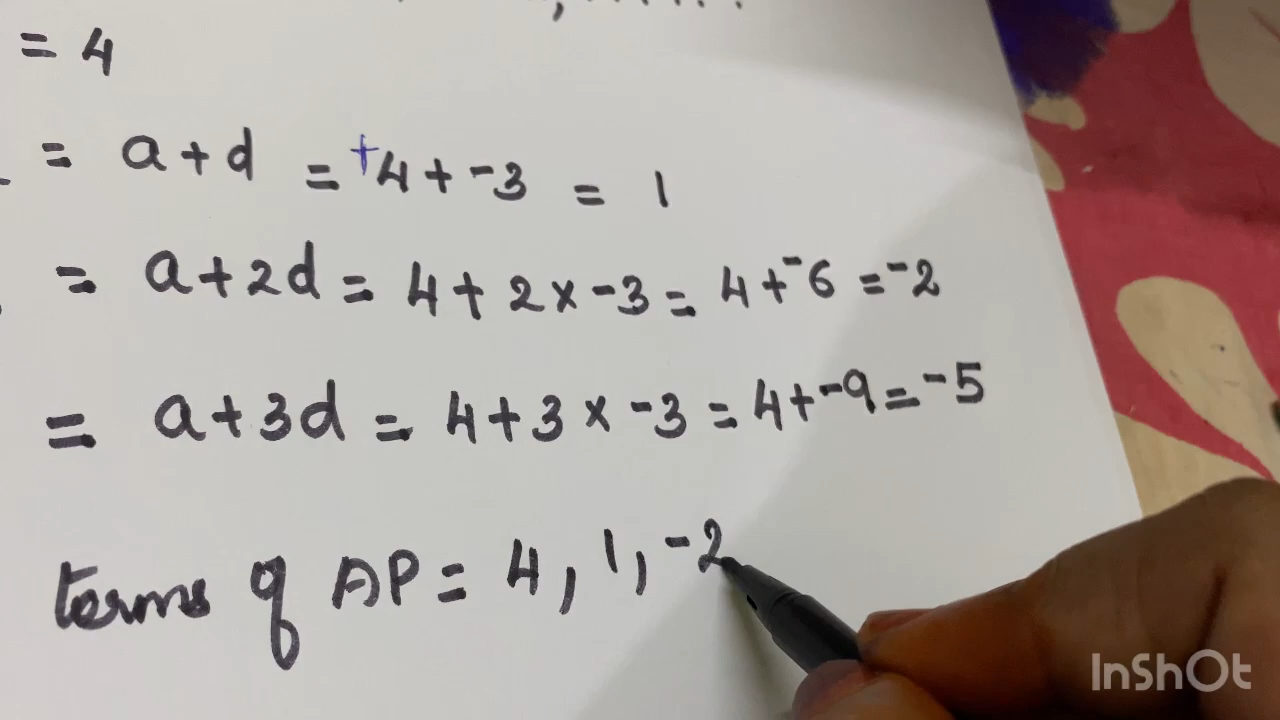 = 4
= a + d = +4 + -3 = 1
= a + 2d = 4 + 2 x -3 = 4 + -6 = -2
= a + 3d = 4 + 3 x -3 = 4 + -9 = -5
terms of AP = 4, 1, -2
InShOt